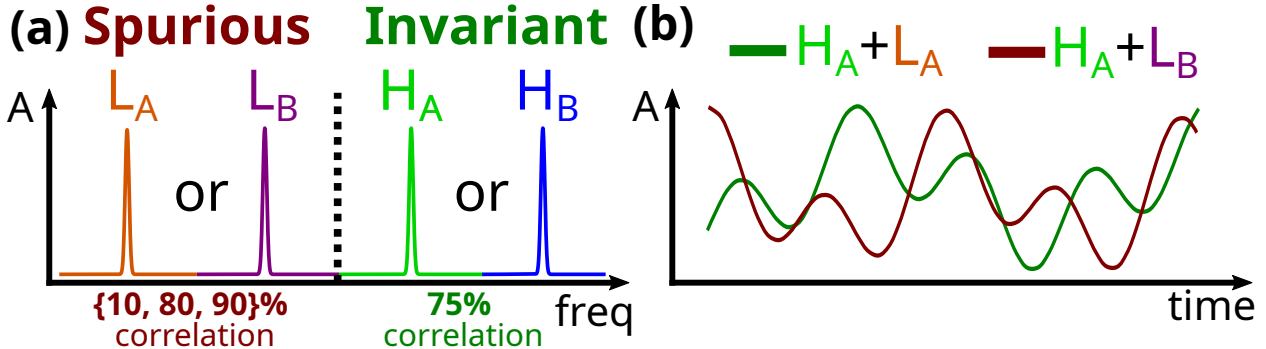 (a) Spurious Invariant
L_A L_B H_A H_B
A
or or
{10, 80, 90}% 75%
correlation correlation
freq
(b)
H_A+L_A H_A+L_B
A
time